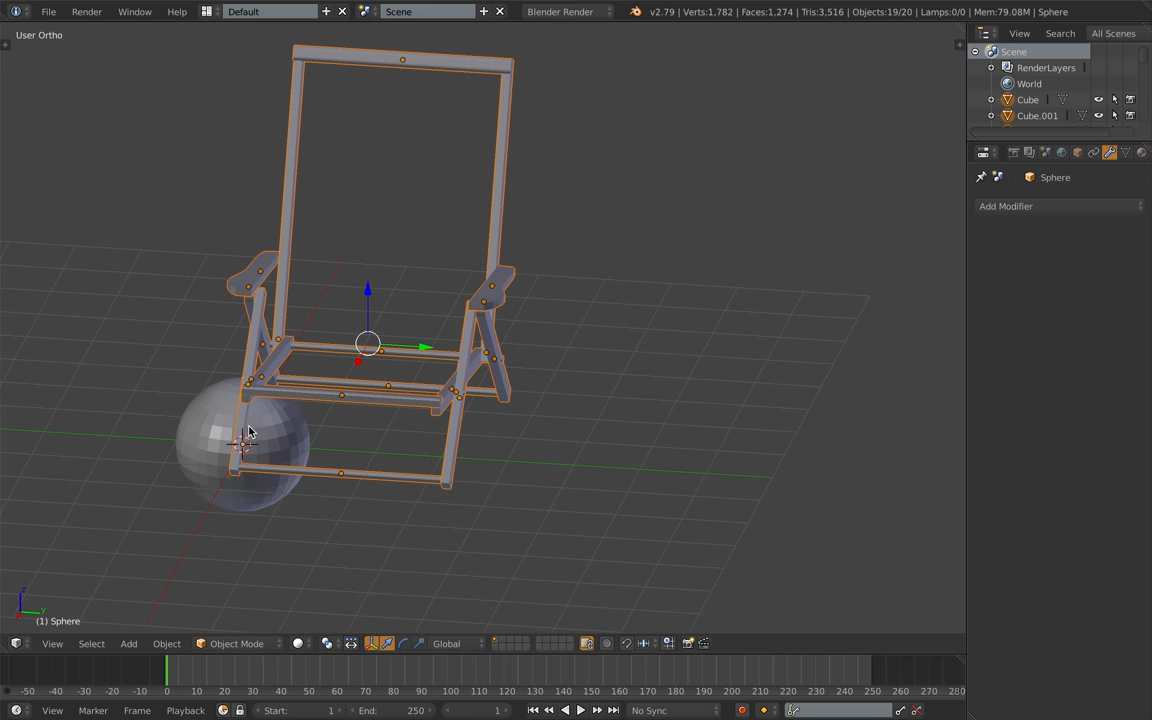 File Render Window Help Default Scene Blender Render v2.79 | Verts:1,782 | Faces:1,274 | Tris:3,516 | Objects:19/20 | Lamps:0/0 | Mem:79.08M | Sphere
User Ortho
View Search All Scenes
Scene
RenderLayers
World
Cube
Cube.001
Sphere
Add Modifier
z
y
(1) Sphere
View Select Add Object Object Mode Global
-50 -40 -30 -20 -10 0 10 20 30 40 50 60 70 80 90 100 110 120 130 140 150 160 170 180 190 200 210 220 230 240 250 260 270 280
View Marker Frame Playback Start: 1 End: 250 1 No Sync